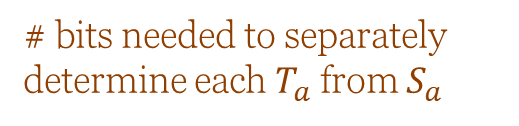 # bits needed to separately
determine each Tₐ from Sₐ